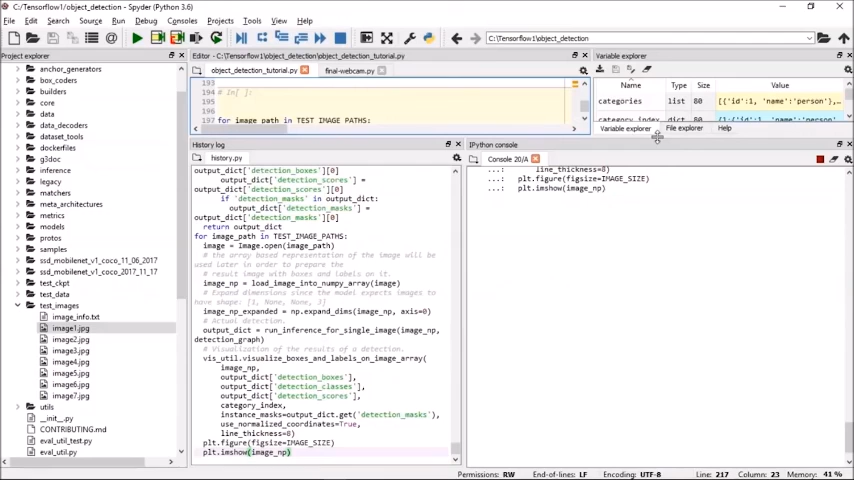 C:/Tensorflow1/object_detection - Spyder (Python 3.6)
File Edit Search Source Run Debug Consoles Projects Tools View Help
C:/Tensorflow1/object_detection
Project explorer
anchor_generators
box_coders
builders
core
data
data_decoders
dataset_tools
dockerfiles
g3doc
inference
legacy
matchers
meta_architectures
metrics
models
protos
samples
ssd_mobilenet_v1_coco_11_06_2017
ssd_mobilenet_v1_coco_2017_11_17
test_ckpt
test_data
test_images
image_info.txt
image1.jpg
image2.jpg
image3.jpg
image4.jpg
image5.jpg
image6.jpg
image7.jpg
utils
__init__.py
CONTRIBUTING.md
eval_util_test.py
eval_util.py
Editor - C:\Tensorflow1\object_detection\object_detection_tutorial.py
object_detection_tutorial.py final-webcam.py
193
194 # In[ ]:
195
196
197 for image_path in TEST_IMAGE_PATHS:
Variable explorer
Name Type Size Value
categories list 80 [{'id':1, 'name':'person'},...
category_index dict 80 {1:{'id':1, 'name':'person'
Variable explorer File explorer Help
History log
history.py
output_dict['detection_boxes'][0]
output_dict['detection_scores'] =
output_dict['detection_scores'][0]
if 'detection_masks' in output_dict:
output_dict['detection_masks'] =
output_dict['detection_masks'][0]
return output_dict
for image_path in TEST_IMAGE_PATHS:
image = Image.open(image_path)
# the array based representation of the image will be
used later in order to prepare the
# result image with boxes and labels on it.
image_np = load_image_into_numpy_array(image)
# Expand dimensions since the model expects images to
have shape: [1, None, None, 3]
image_np_expanded = np.expand_dims(image_np, axis=0)
# Actual detection.
output_dict = run_inference_for_single_image(image_np,
detection_graph)
# Visualization of the results of a detection.
vis_util.visualize_boxes_and_labels_on_image_array(
image_np,
output_dict['detection_boxes'],
output_dict['detection_classes'],
output_dict['detection_scores'],
category_index,
instance_masks=output_dict.get('detection_masks'),
use_normalized_coordinates=True,
line_thickness=8)
plt.figure(figsize=IMAGE_SIZE)
plt.imshow(image_np)
IPython console
Console 20/A
line_thickness=8)
...: plt.figure(figsize=IMAGE_SIZE)
...: plt.imshow(image_np)
Permissions: RW End-of-lines: LF Encoding: UTF-8 Line: 217 Column: 23 Memory: 41 %